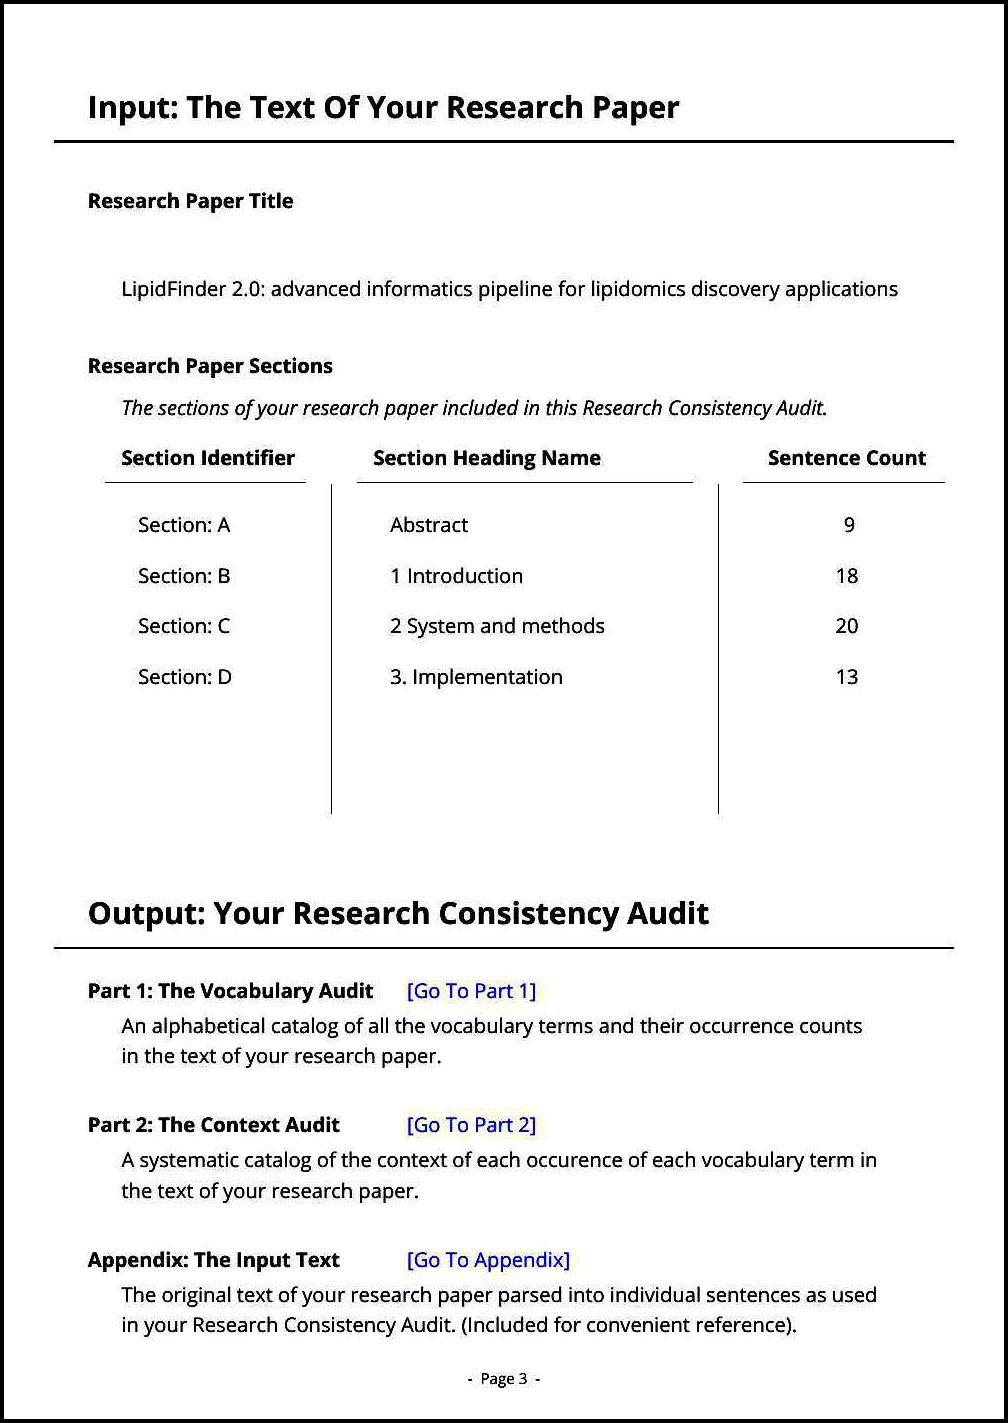 Input: The Text Of Your Research Paper
Research Paper Title
LipidFinder 2.0: advanced informatics pipeline for lipidomics discovery applications
Research Paper Sections
The sections of your research paper included in this Research Consistency Audit.
Section Identifier Section Heading Name Sentence Count
Section: A Abstract 9
Section: B 1 Introduction 18
Section: C 2 System and methods 20
Section: D 3. Implementation 13
Output: Your Research Consistency Audit
Part 1: The Vocabulary Audit [Go To Part 1]
An alphabetical catalog of all the vocabulary terms and their occurrence counts
in the text of your research paper.
Part 2: The Context Audit [Go To Part 2]
A systematic catalog of the context of each occurence of each vocabulary term in
the text of your research paper.
Appendix: The Input Text [Go To Appendix]
The original text of your research paper parsed into individual sentences as used
in your Research Consistency Audit. (Included for convenient reference).
- Page 3 -